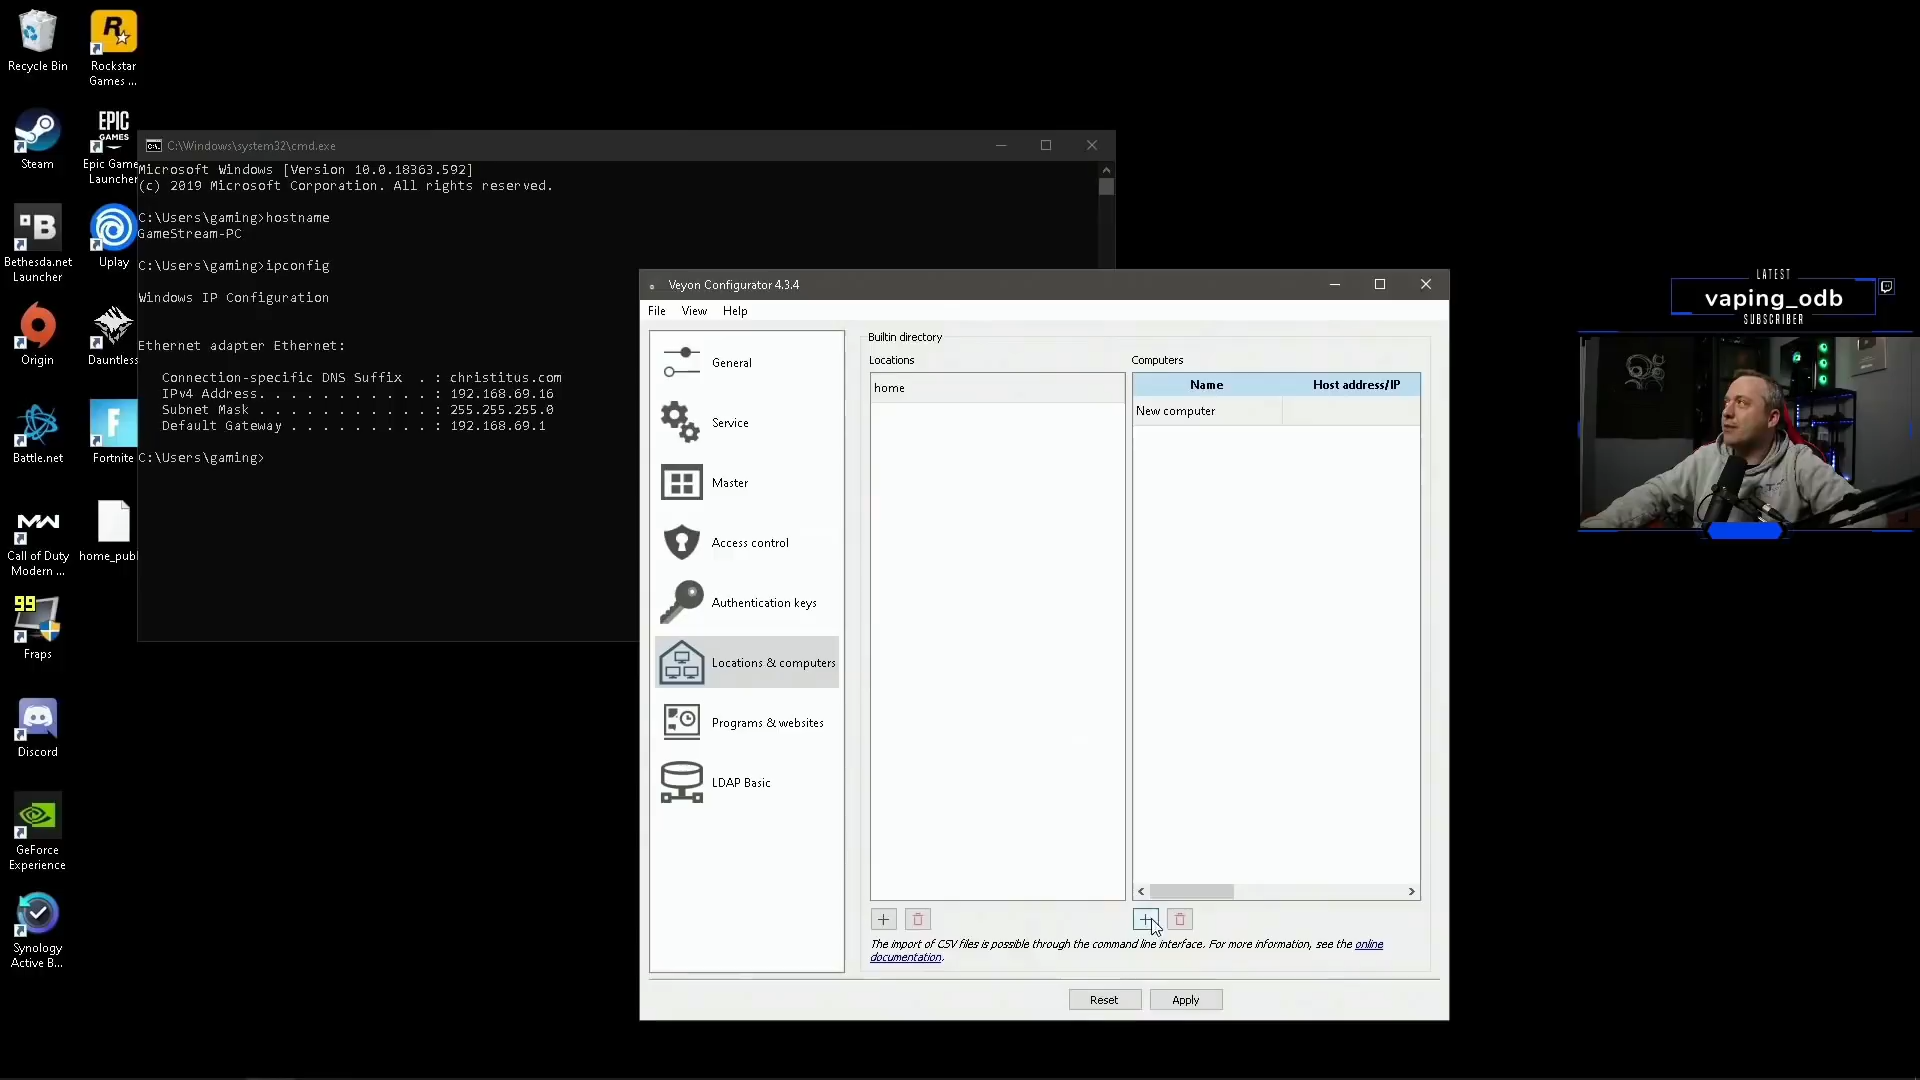 Recycle Bin
Rockstar
Games ...
Steam
EPIC
GAMES
Epic Game
Launcher
Bethesda.net
Launcher
Uplay
Origin
Dauntless
Battle.net
Fortnite
Call of Duty
Modern ...
home_publ
99
Fraps
Discord
GeForce
Experience
Synology
Active B...
C:\Windows\system32\cmd.exe
Microsoft Windows [Version 10.0.18363.592]
(c) 2019 Microsoft Corporation. All rights reserved.
C:\Users\gaming>hostname
GameStream-PC
C:\Users\gaming>ipconfig
Windows IP Configuration
Ethernet adapter Ethernet:
Connection-specific DNS Suffix . : christitus.com
IPv4 Address. . . . . . . . . . . : 192.168.69.16
Subnet Mask . . . . . . . . . . . : 255.255.255.0
Default Gateway . . . . . . . . . : 192.168.69.1
C:\Users\gaming>
Veyon Configurator 4.3.4
File View Help
General
Service
Master
Access control
Authentication keys
Locations & computers
Programs & websites
LDAP Basic
Builtin directory
Locations
home
Computers
Name Host address/IP
New computer
The import of CSV files is possible through the command line interface. For more information, see the online
documentation.
Reset Apply
LATEST
vaping_odb
SUBSCRIBER